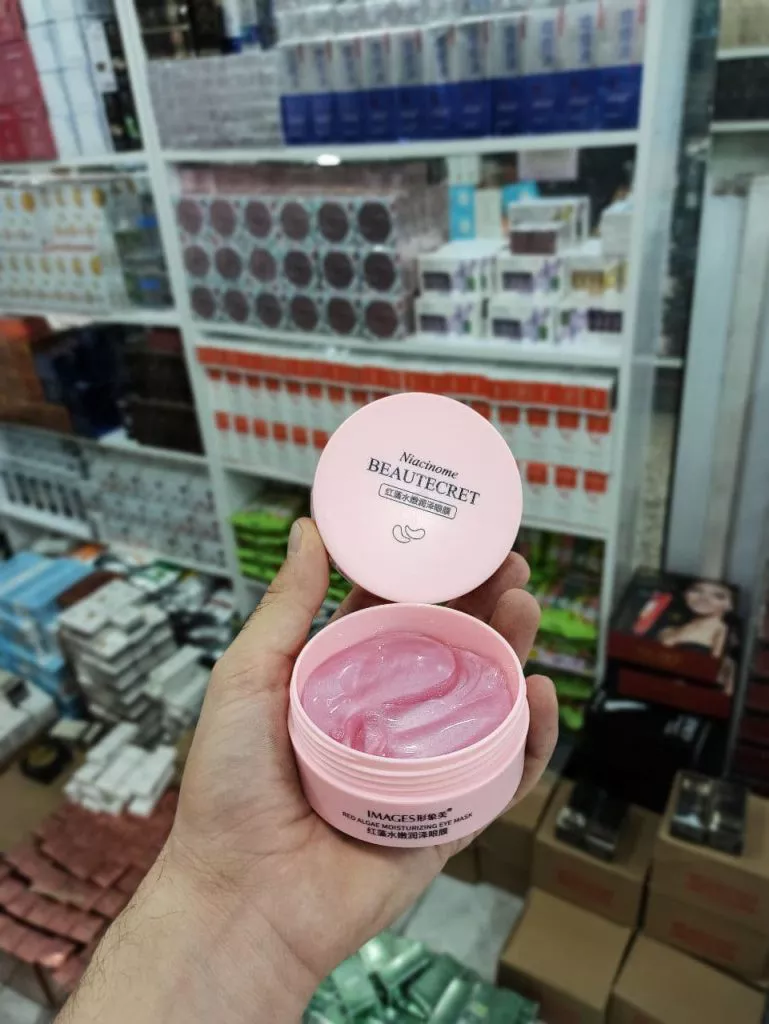 Niacinome
BEAUTECRET
红藻水嫩润泽眼膜
IMAGES形象美®
RED ALGAE MOISTURIZING EYE MASK
红藻水嫩润泽眼膜